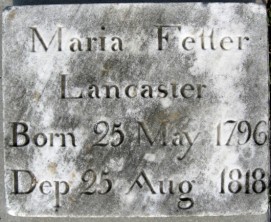 Maria Fetter
Lancaster
Born 25 May 1796
Dep 25 Aug 1818